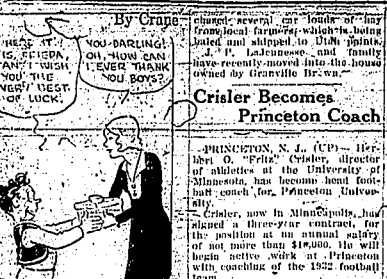 By Crane
HERE IT
IS, FRIEDA,
AN' I WISH
YOU THE
VERY BEST
OF LUCK.
YOU DARLING!
OH, HOW CAN
I EVER THANK
YOU BOYS?
chased several car loads of hay
from local farmers, which is being
baled and shipped to Utah points.
LeJennesse and family
have recently moved into the house
owned by Granville Brown.
Crisler Becomes
Princeton Coach
PRINCETON, N. J., (UP)— Her-
bert O. "Fritz" Crisler, director
of athletics at the University of
Minnesota, has become head foot-
ball coach for Princeton Univer-
sity.
Crisler, now in Minneapolis, has
signed a three-year contract, for
the position at an annual salary
of not more than $1*,000. He will
begin active work at Princeton
with coaching of the 1932 football
team.